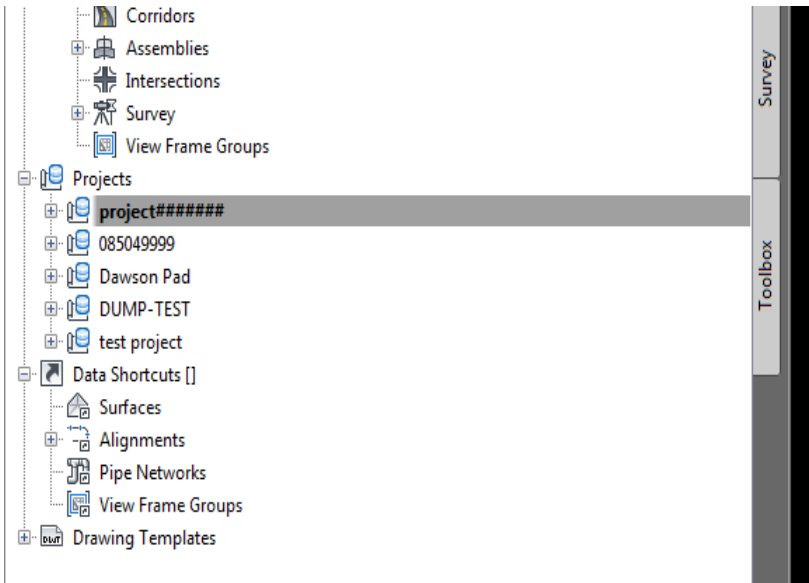 Corridors
Assemblies
Intersections
Survey
View Frame Groups
Projects
project#######
085049999
Dawson Pad
DUMP-TEST
test project
Data Shortcuts []
Surfaces
Alignments
Pipe Networks
View Frame Groups
DWT Drawing Templates
Survey
Toolbox